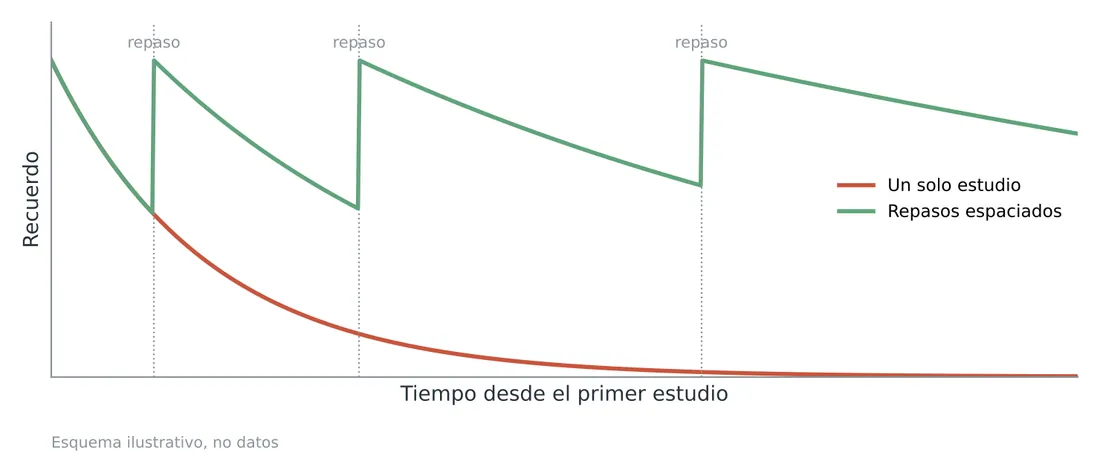 repaso
repaso
repaso
Recuerdo
Un solo estudio
Repasos espaciados
Tiempo desde el primer estudio
Esquema ilustrativo, no datos